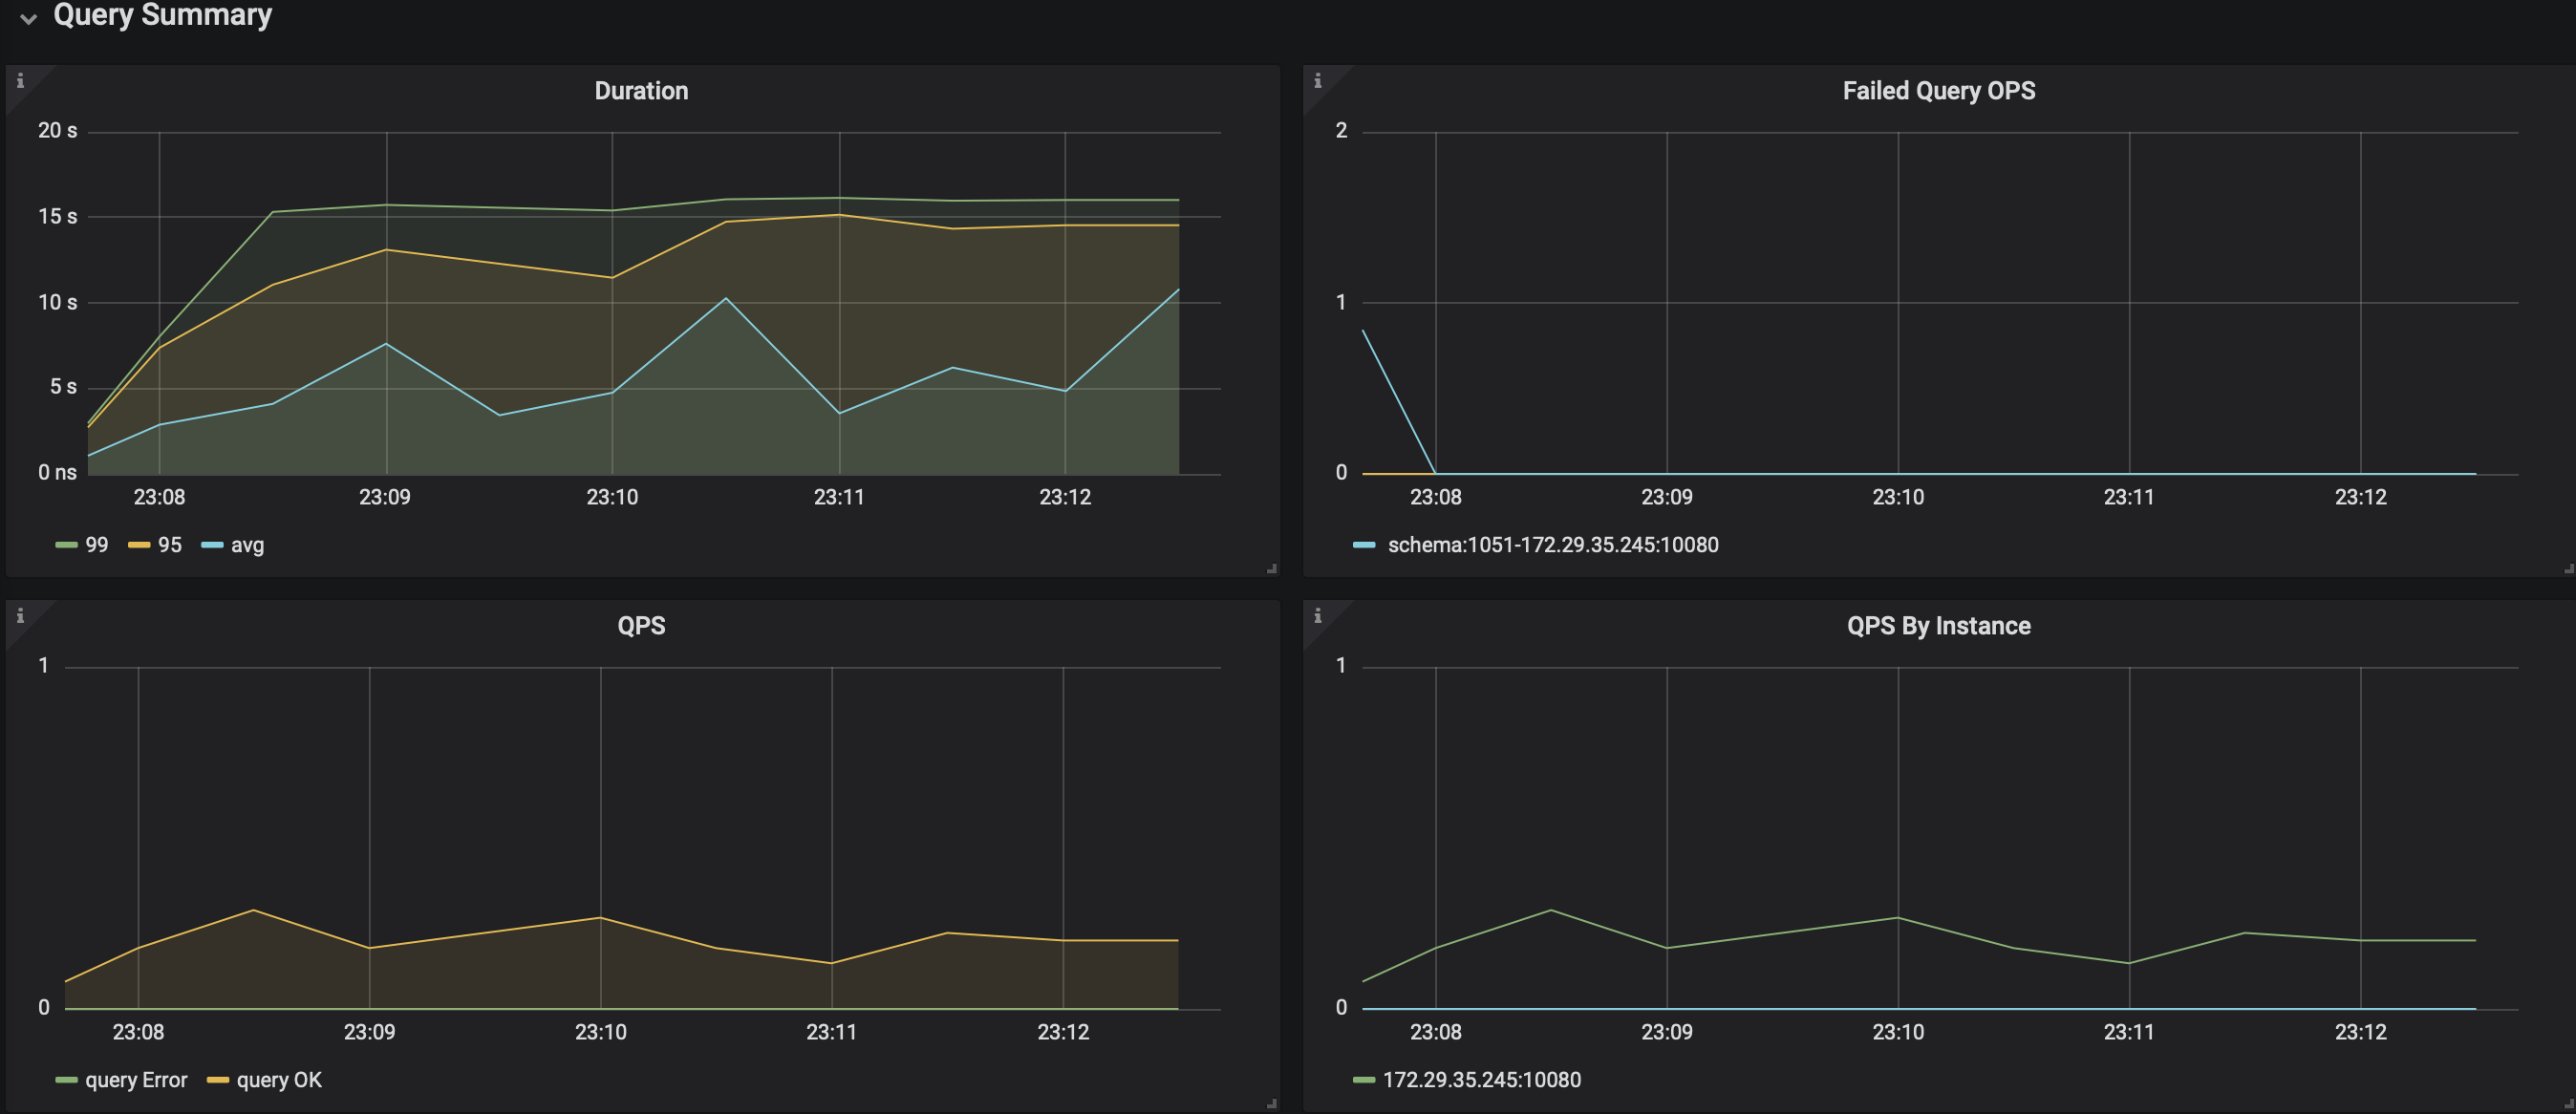 Query Summary
Duration
20 s
15 s
10 s
5 s
0 ns
23:08 23:09 23:10 23:11 23:12
99 95 avg
Failed Query OPS
2
1
0
23:08 23:09 23:10 23:11 23:12
schema:1051-172.29.35.245:10080
QPS
1
0
23:08 23:09 23:10 23:11 23:12
query Error query OK
QPS By Instance
1
0
23:08 23:09 23:10 23:11 23:12
172.29.35.245:10080